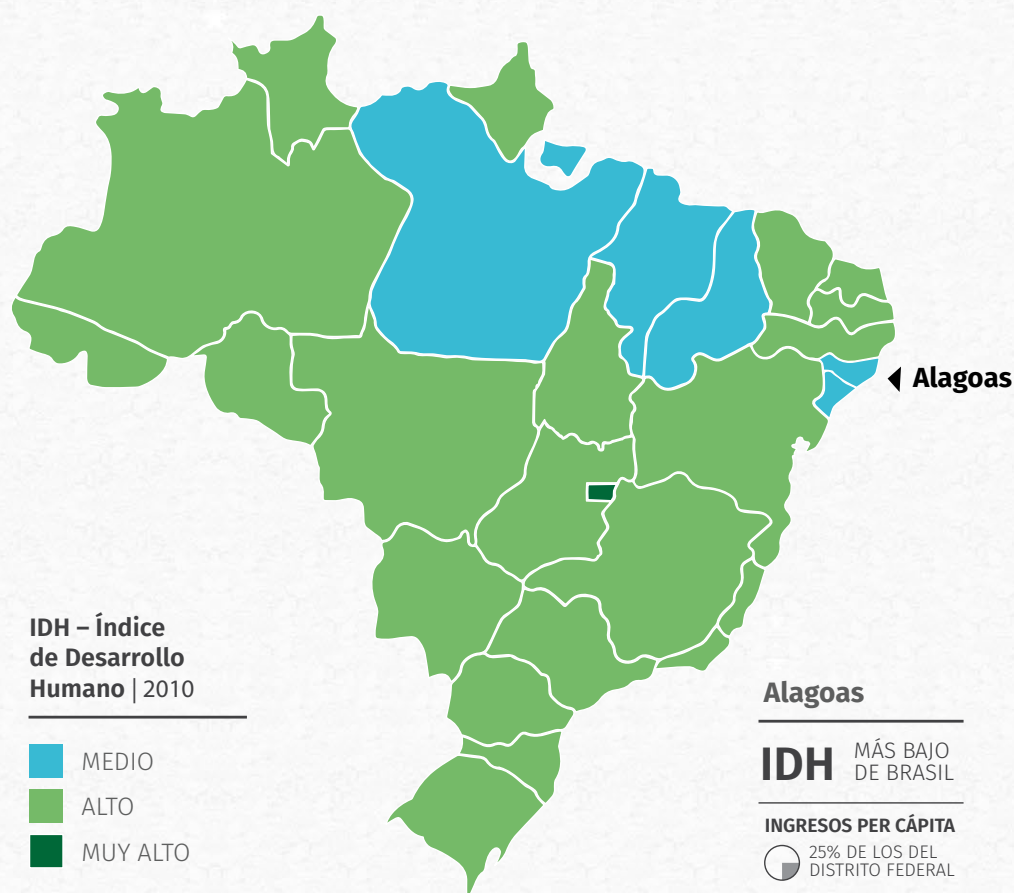 Alagoas
IDH – Índice
de Desarrollo
Humano | 2010
MEDIO
ALTO
MUY ALTO
Alagoas
IDH MÁS BAJO
DE BRASIL
INGRESOS PER CÁPITA
25% DE LOS DEL
DISTRITO FEDERAL